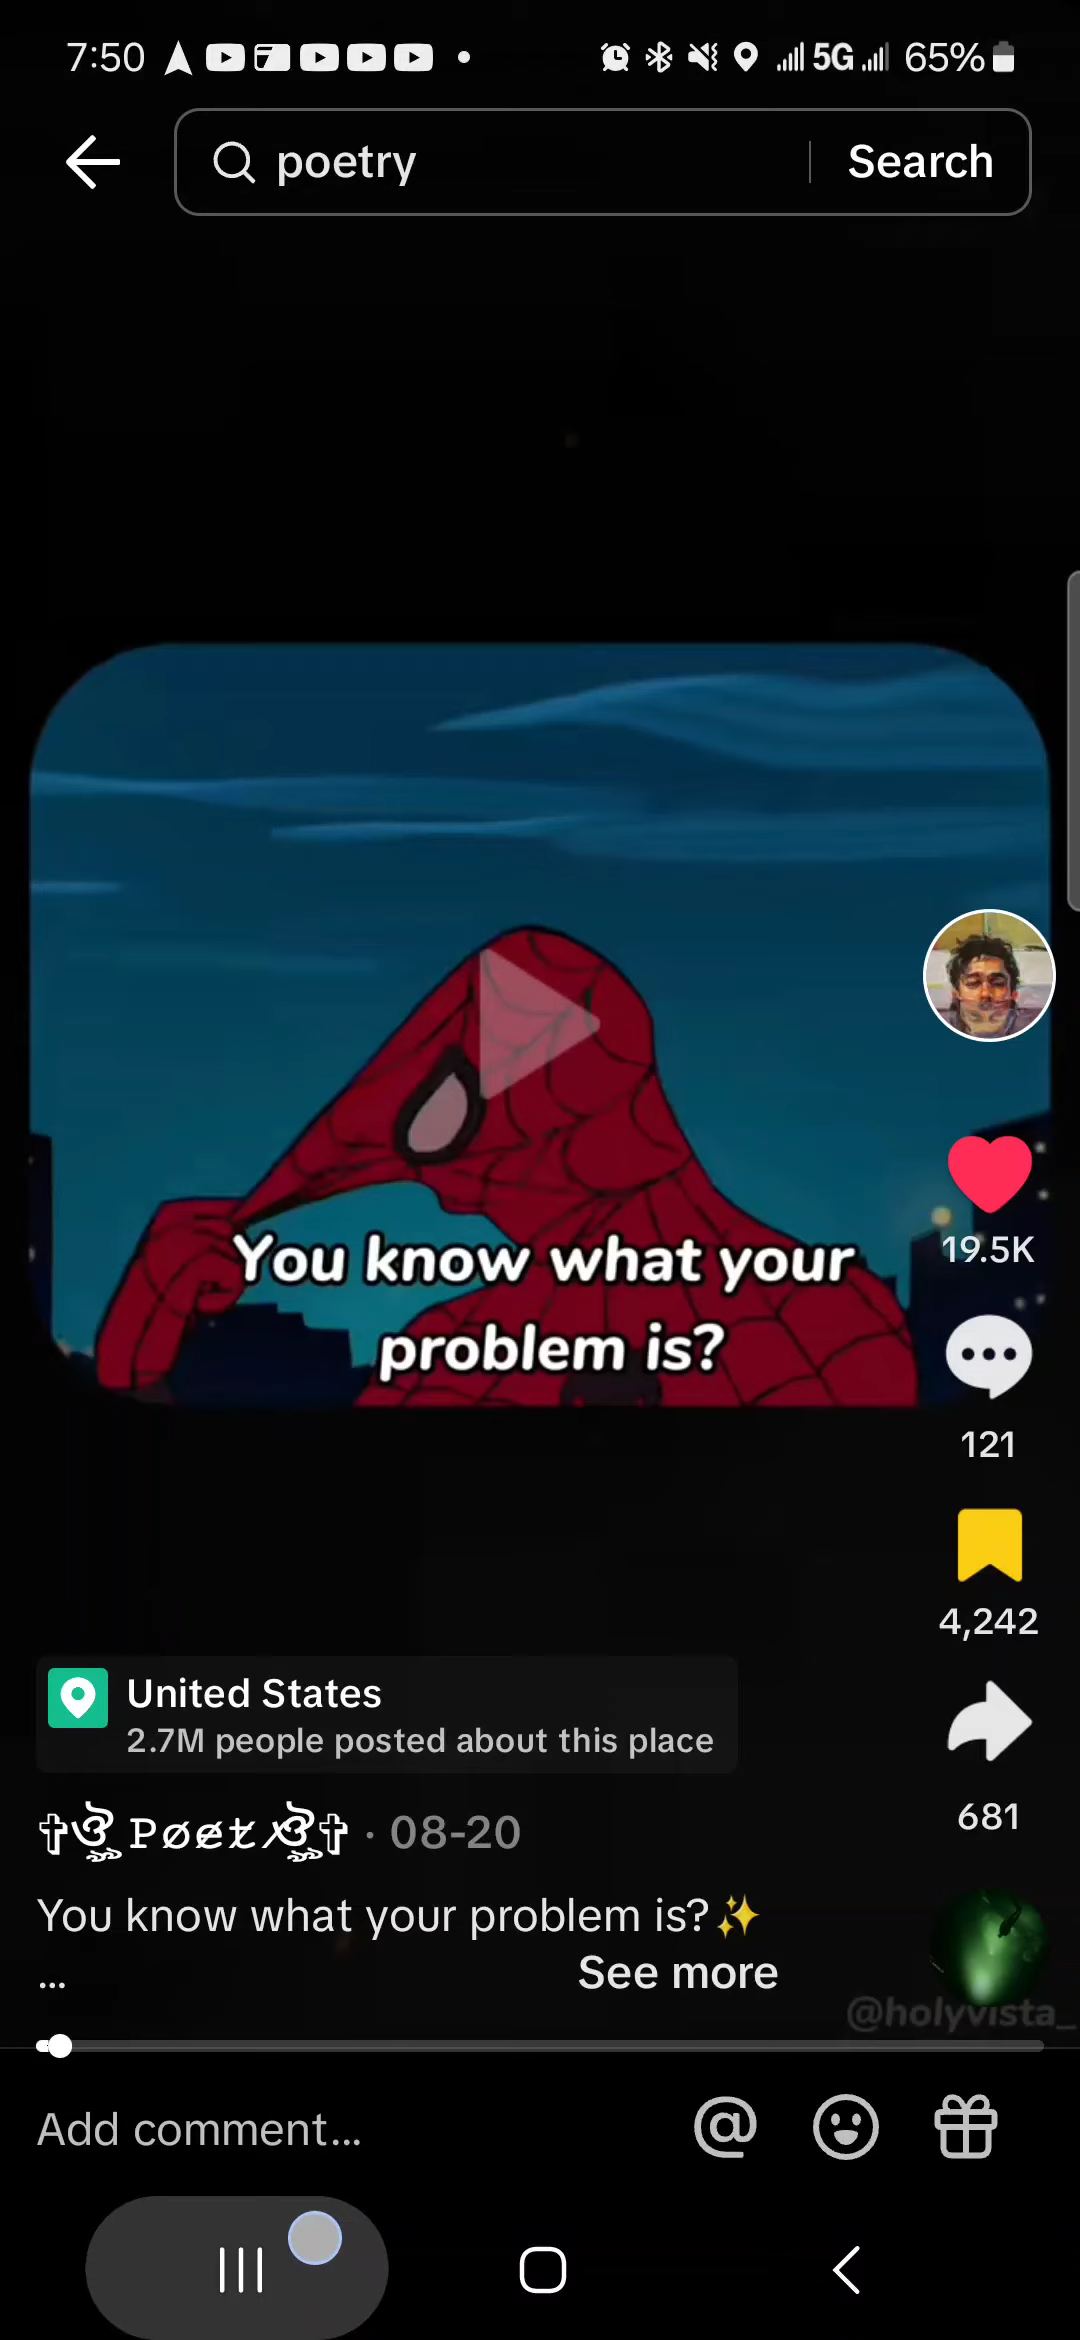 7:50
5G
65%
poetry
Search
You know what your
problem is?
19.5K
121
4,242
681
United States
2.7M people posted about this place
· 08-20
You know what your problem is?✨
... See more
@holyvista_
Add comment...